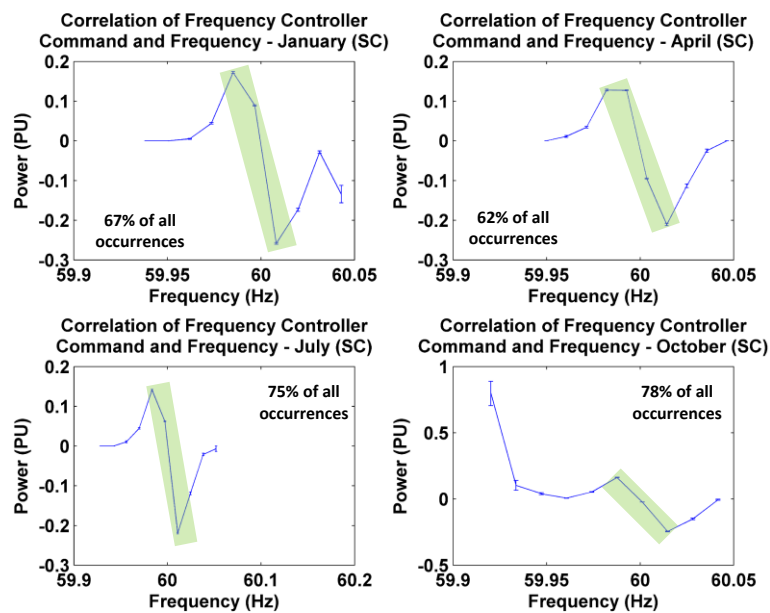 Correlation of Frequency Controller
Command and Frequency - January (SC)
0.2
0.1
0
-0.1
-0.2
-0.3
Power (PU)
67% of all
occurrences
59.9
59.95
60
60.05
Frequency (Hz)
Correlation of Frequency Controller
Command and Frequency - April (SC)
0.2
0.1
0
-0.1
-0.2
-0.3
Power (PU)
62% of all
occurrences
59.9
59.95
60
60.05
Frequency (Hz)
Correlation of Frequency Controller
Command and Frequency - July (SC)
0.2
0.1
0
-0.1
-0.2
-0.3
Power (PU)
75% of all
occurrences
59.9
60
60.1
60.2
Frequency (Hz)
Correlation of Frequency Controller
Command and Frequency - October (SC)
1
0.5
0
-0.5
Power (PU)
78% of all
occurrences
59.9
59.95
60
60.05
Frequency (Hz)